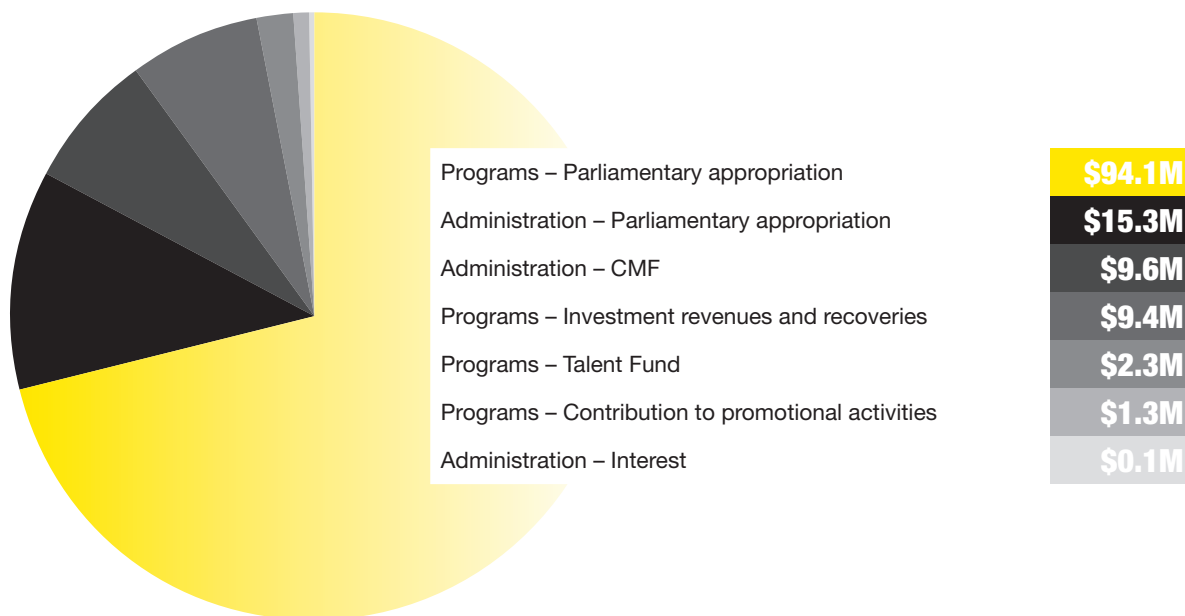 Programs – Parliamentary appropriation $94.1M
Administration – Parliamentary appropriation $15.3M
Administration – CMF $9.6M
Programs – Investment revenues and recoveries $9.4M
Programs – Talent Fund $2.3M
Programs – Contribution to promotional activities $1.3M
Administration – Interest $0.1M